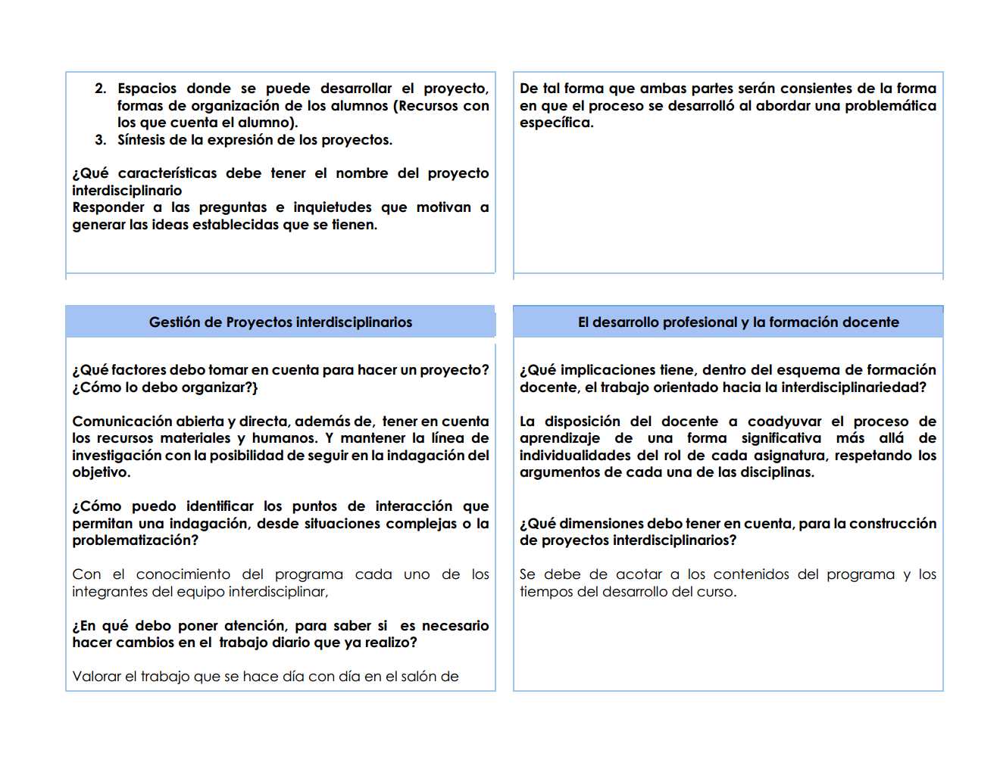 2. Espacios donde se puede desarrollar el proyecto,
formas de organización de los alumnos (Recursos con
los que cuenta el alumno).
3. Síntesis de la expresión de los proyectos.
¿Qué características debe tener el nombre del proyecto
interdisciplinario
Responder a las preguntas e inquietudes que motivan a
generar las ideas establecidas que se tienen.
De tal forma que ambas partes serán consientes de la forma
en que el proceso se desarrolló al abordar una problemática
específica.
Gestión de Proyectos interdisciplinarios
¿Qué factores debo tomar en cuenta para hacer un proyecto?
¿Cómo lo debo organizar?}
Comunicación abierta y directa, además de, tener en cuenta
los recursos materiales y humanos. Y mantener la línea de
investigación con la posibilidad de seguir en la indagación del
objetivo.
¿Cómo puedo identificar los puntos de interacción que
permitan una indagación, desde situaciones complejas o la
problematización?
Con el conocimiento del programa cada uno de los
integrantes del equipo interdisciplinar,
¿En qué debo poner atención, para saber si es necesario
hacer cambios en el trabajo diario que ya realizo?
Valorar el trabajo que se hace día con día en el salón de
El desarrollo profesional y la formación docente
¿Qué implicaciones tiene, dentro del esquema de formación
docente, el trabajo orientado hacia la interdisciplinariedad?
La disposición del docente a coadyuvar el proceso de
aprendizaje de una forma significativa más allá de
individualidades del rol de cada asignatura, respetando los
argumentos de cada una de las disciplinas.
¿Qué dimensiones debo tener en cuenta, para la construcción
de proyectos interdisciplinarios?
Se debe de acotar a los contenidos del programa y los
tiempos del desarrollo del curso.